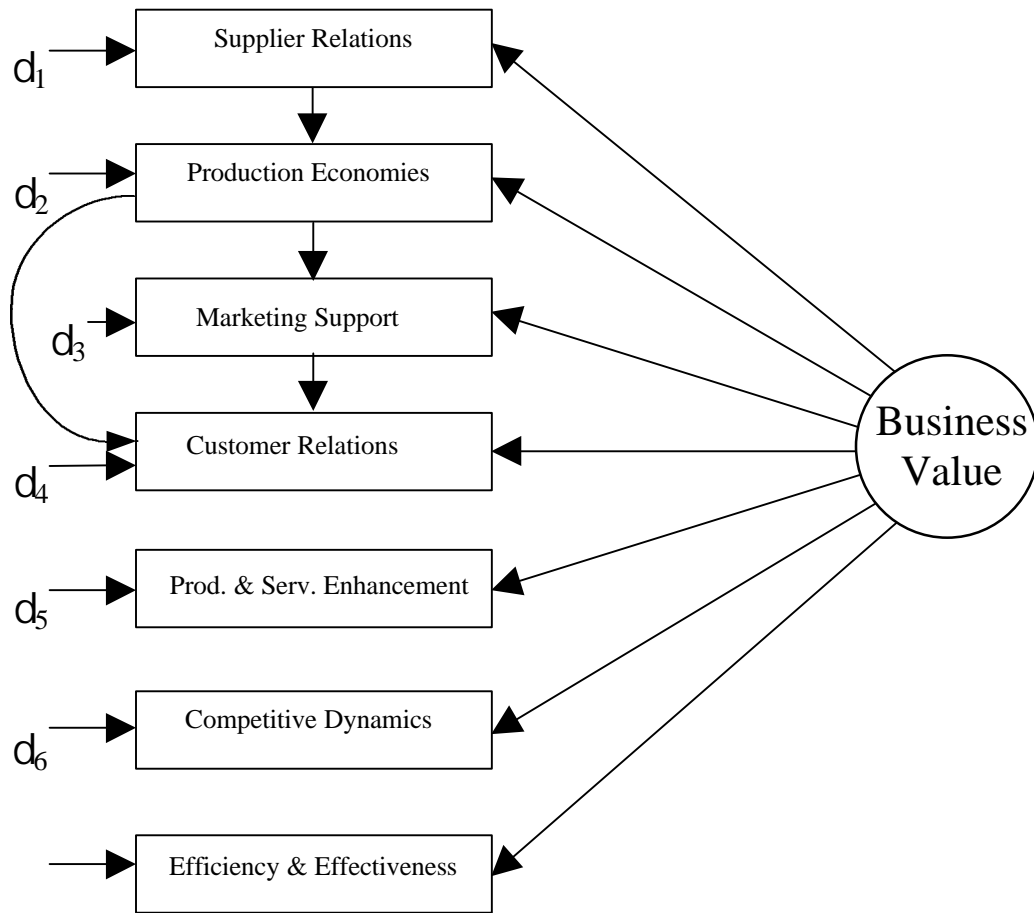 Supplier Relations
d1
Production Economies
d2
Marketing Support
d3
Customer Relations
d4
Business
Value
Prod. & Serv. Enhancement
d5
Competitive Dynamics
d6
Efficiency & Effectiveness